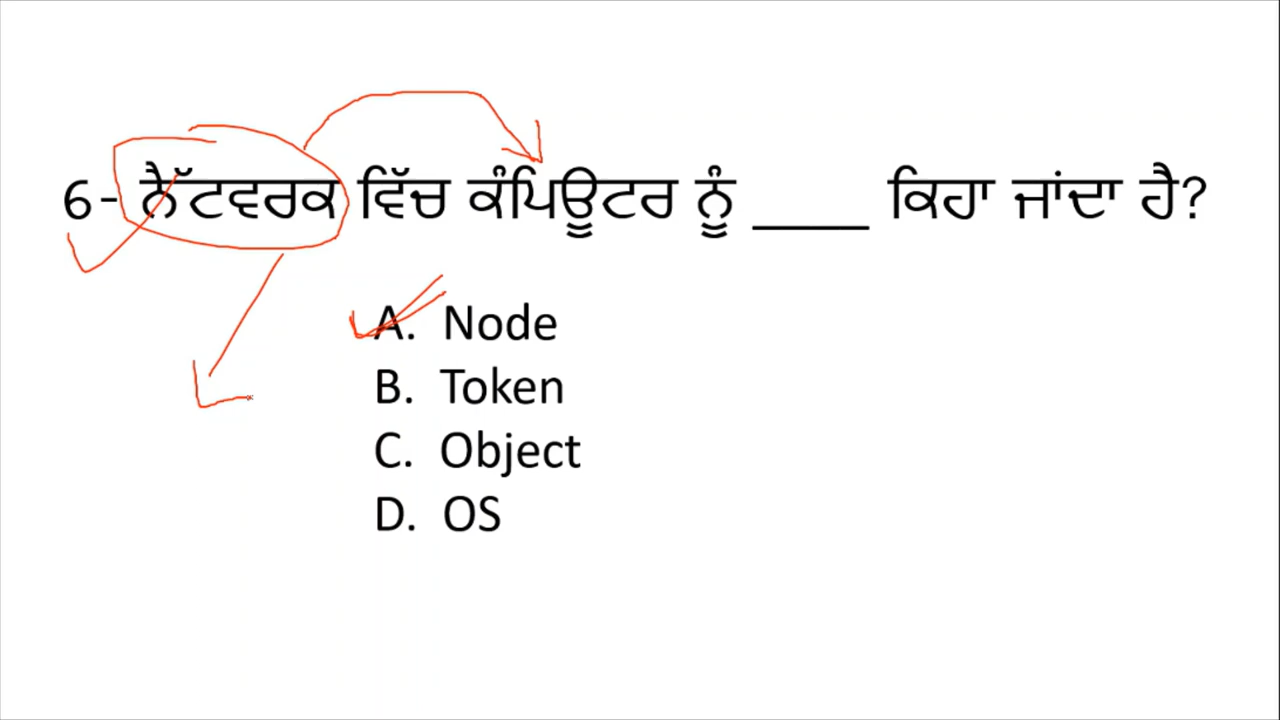 6- ਨੈੱਟਵਰਕ ਵਿੱਚ ਕੰਪਿਊਟਰ ਨੂੰ ____ ਕਿਹਾ ਜਾਂਦਾ ਹੈ?
A. Node
B. Token
C. Object
D. OS